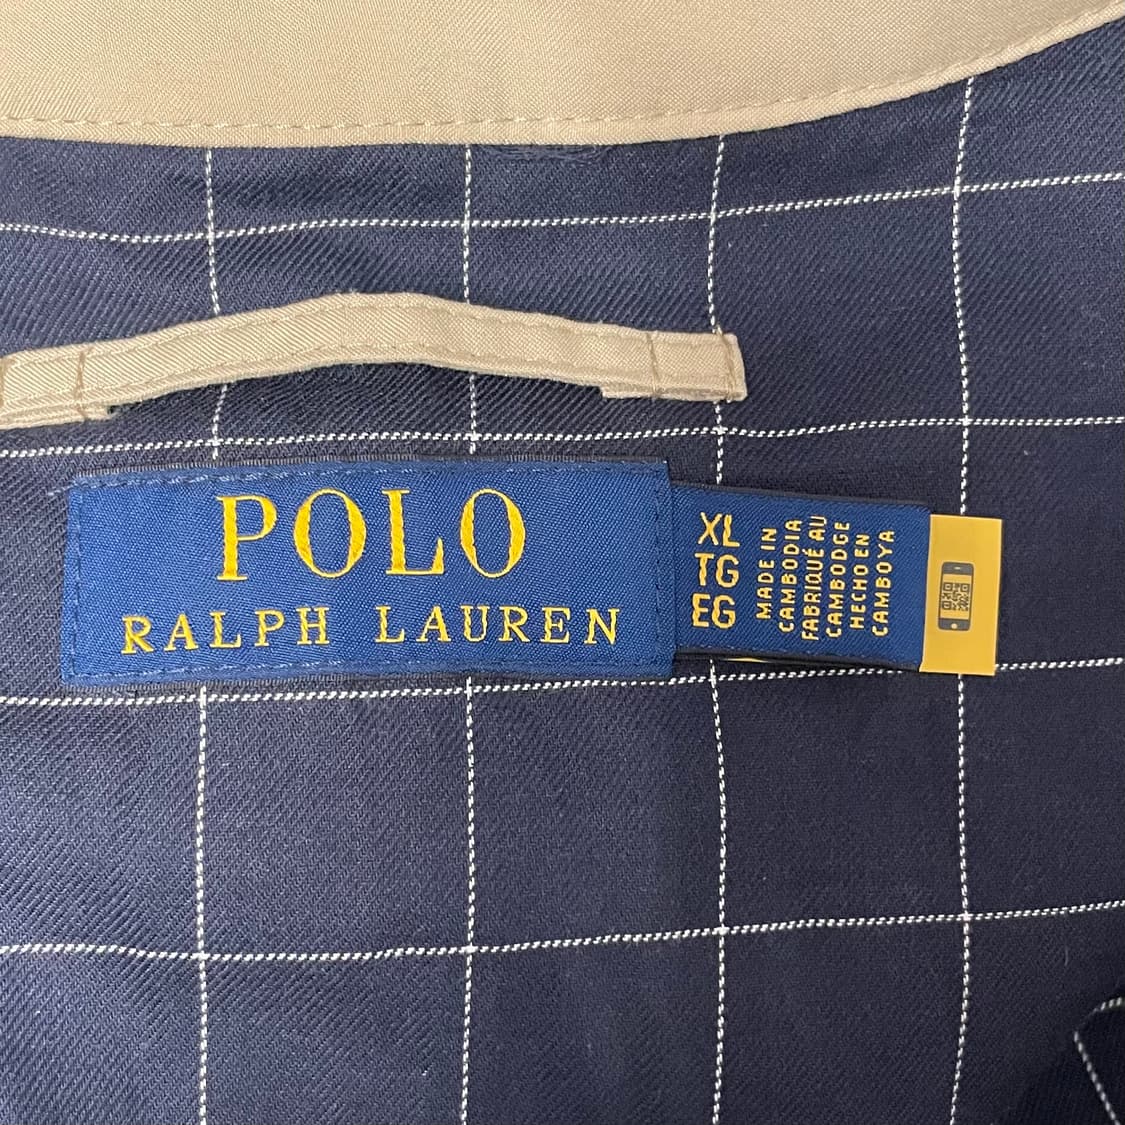 POLO
RALPH LAUREN
XL
TG
EG
MADE IN
CAMBODIA
FABRIQUÉ AU
CAMBODGE
HECHO EN
CAMBOYA